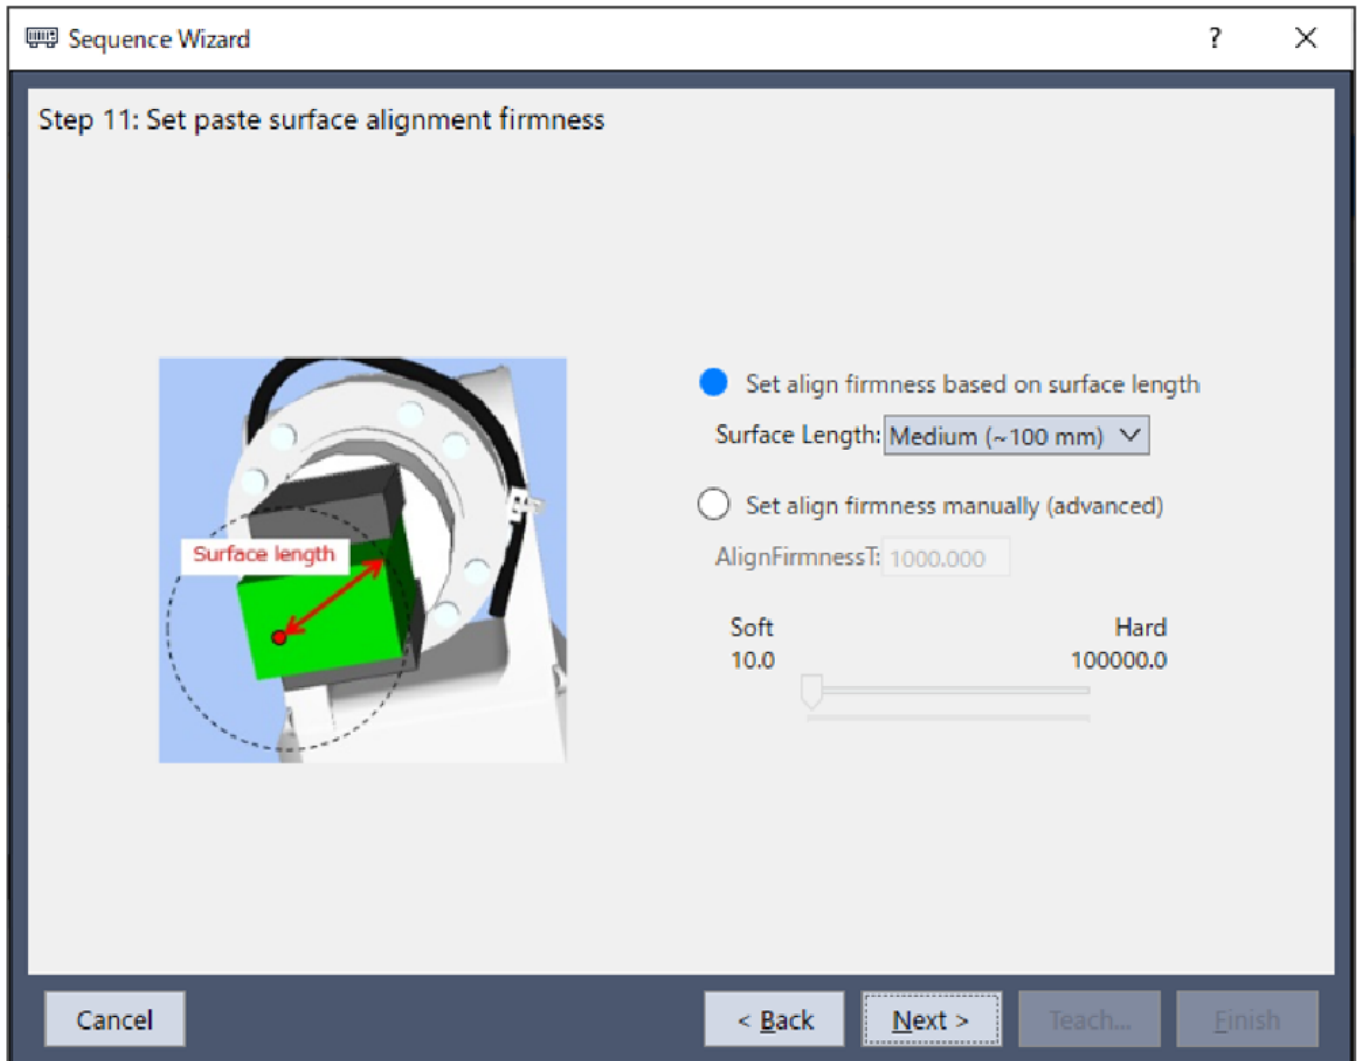 Sequence Wizard
?
Step 11: Set paste surface alignment firmness
Surface length
Set align firmness based on surface length
Surface Length: Medium (~100 mm)
Set align firmness manually (advanced)
AlignFirmnessT: 1000.000
Soft Hard
10.0 100000.0
Cancel < Back Next > Teach... Finish